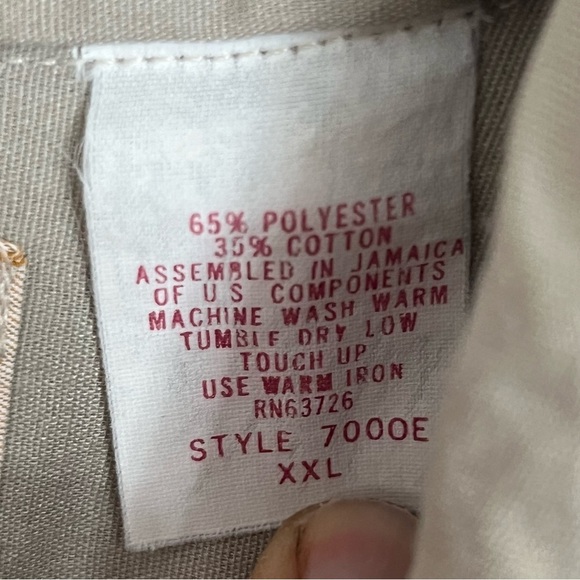 65% POLYESTER
35% COTTON
ASSEMBLED IN JAMAICA
OF U S COMPONENTS
MACHINE WASH WARM
TUMBLE DRY LOW
TOUCH UP
USE WARM IRON
RN63726
STYLE 7000E
XXL